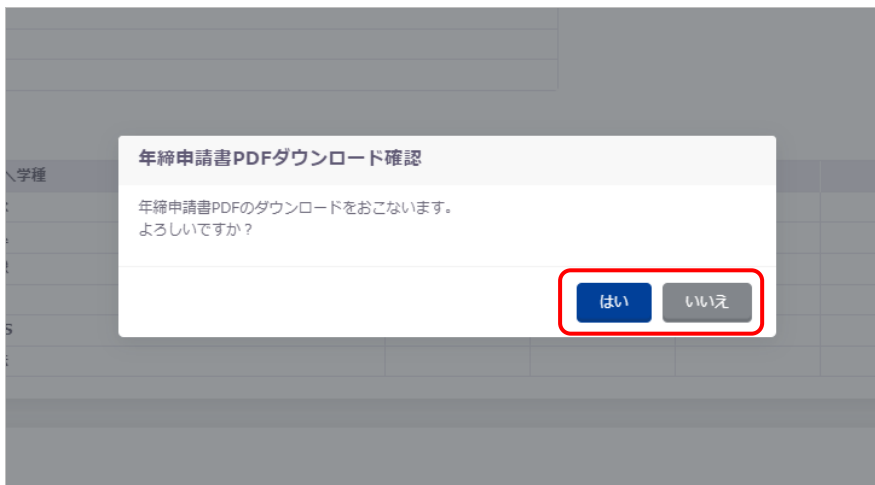 年締申請書PDFダウンロード確認
＼学種
年締申請書PDFのダウンロードをおこないます。
よろしいですか？
はい いいえ
S